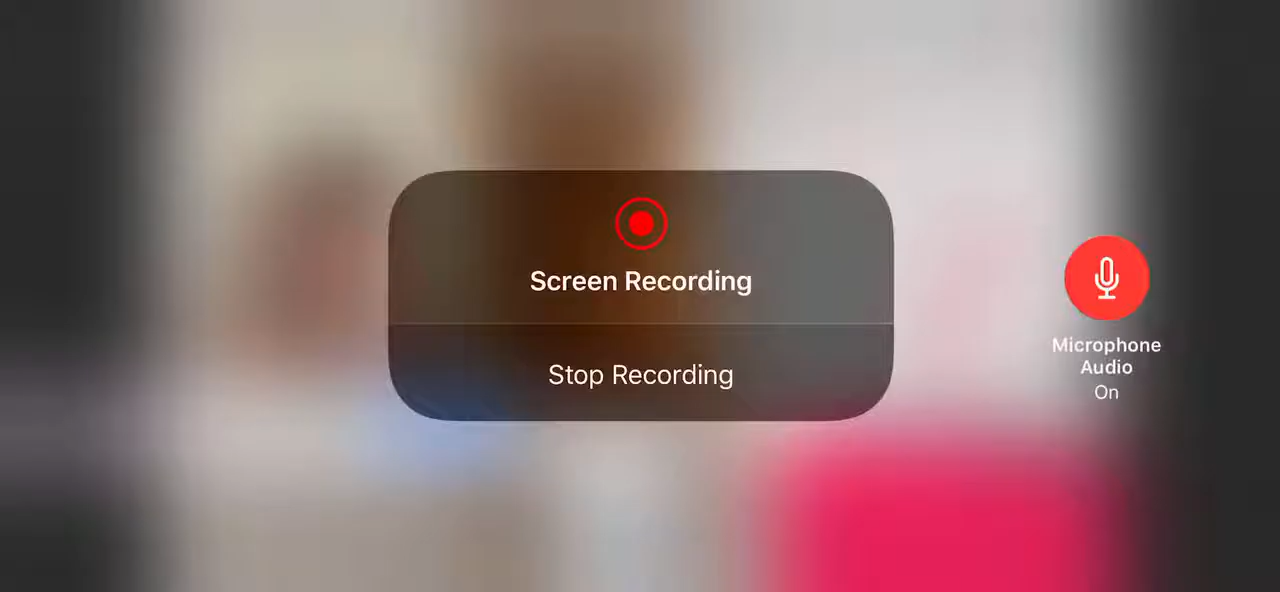 Screen Recording
Stop Recording
Microphone
Audio
On